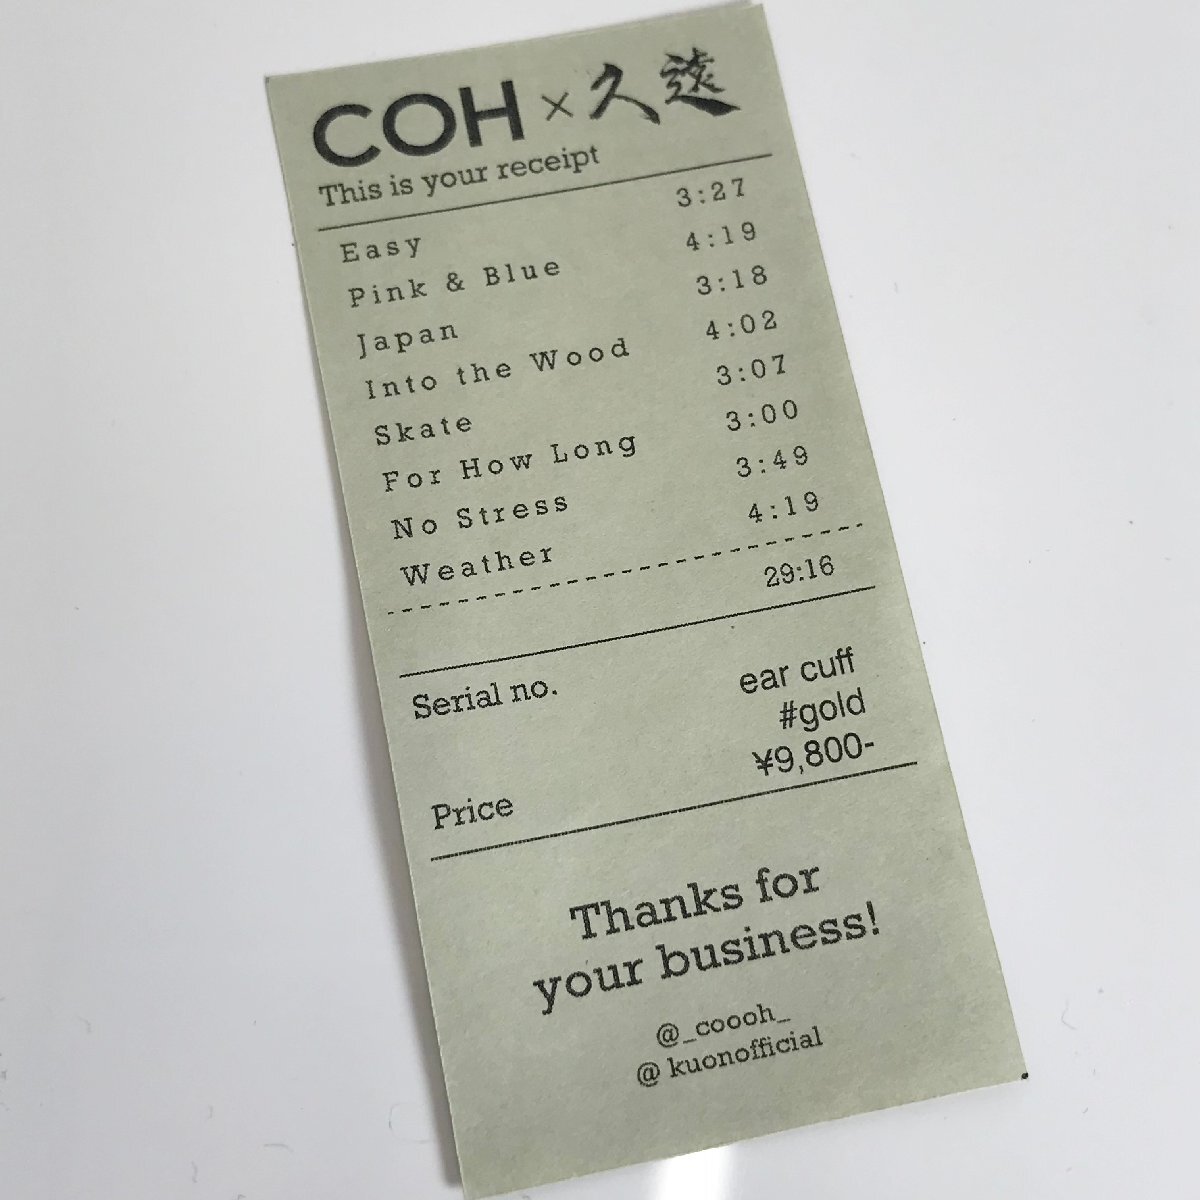 COH × 久遠
This is your receipt
Easy 3:27
Pink & Blue 4:19
Japan 3:18
Into the Wood 4:02
Skate 3:07
For How Long 3:00
No Stress 3:49
Weather 4:19
29:16
Serial no. ear cuff
#gold
Price ¥9,800-
Thanks for
your business!
@_coooh_
@ kuonofficial